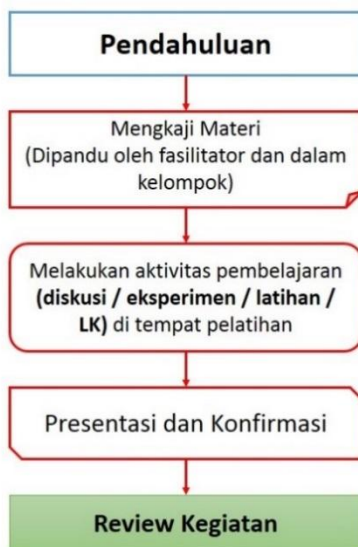 Pendahuluan
Mengkaji Materi
(Dipandu oleh fasilitator dan dalam
kelompok)
Melakukan aktivitas pembelajaran
(diskusi / eksperimen / latihan /
LK) di tempat pelatihan
Presentasi dan Konfirmasi
Review Kegiatan